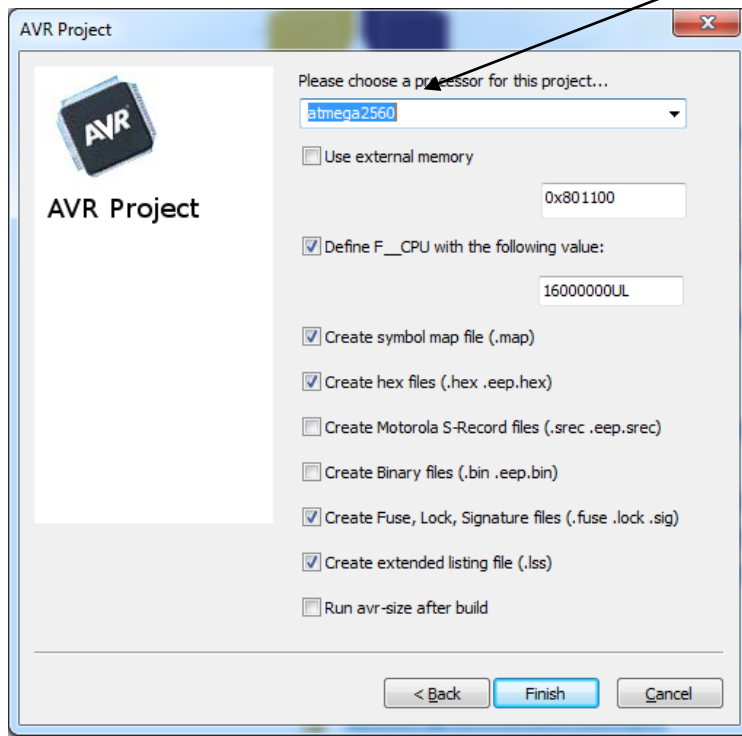 AVR Project
x
Please choose a processor for this project...
atmega2560
AVR
Use external memory
0x801100
AVR Project
Define F__CPU with the following value:
16000000UL
Create symbol map file (.map)
Create hex files (.hex .eep.hex)
Create Motorola S-Record files (.srec .eep.srec)
Create Binary files (.bin .eep.bin)
Create Fuse, Lock, Signature files (.fuse .lock .sig)
Create extended listing file (.lss)
Run avr-size after build
< Back
Finish
Cancel